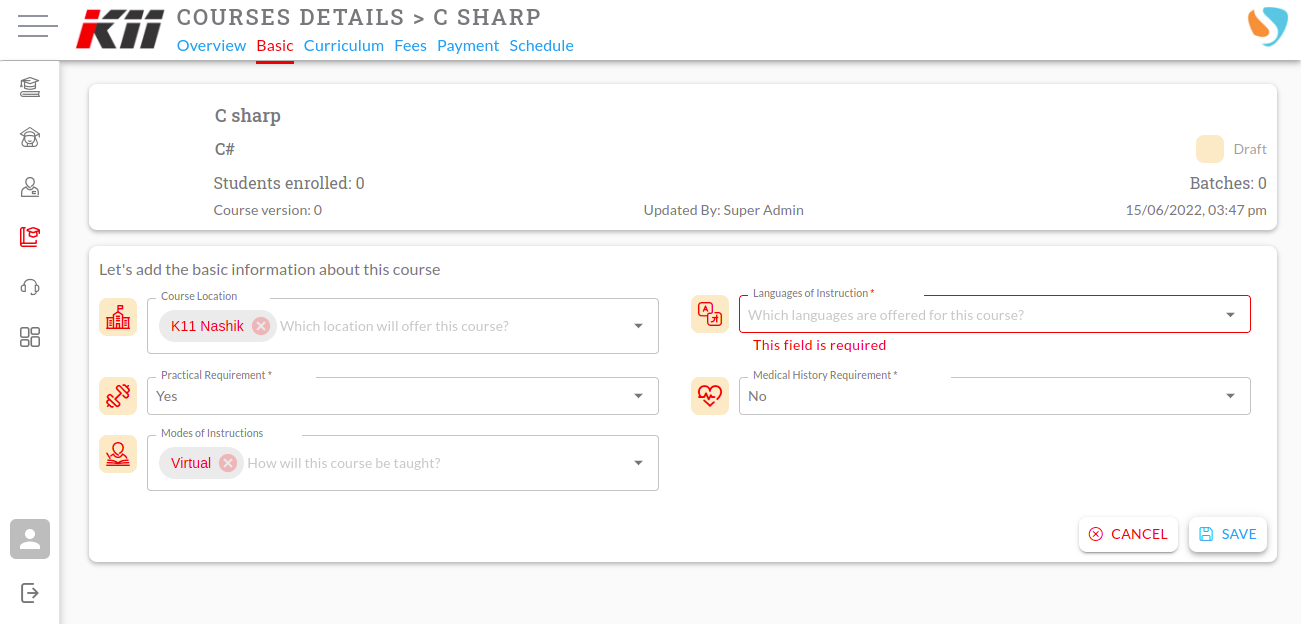 K11
COURSES DETAILS > C SHARP
Overview Basic Curriculum Fees Payment Schedule
C sharp
C#
Draft
Students enrolled: 0
Batches: 0
Course version: 0
Updated By: Super Admin
15/06/2022, 03:47 pm
Let's add the basic information about this course
Course Location
K11 Nashik Which location will offer this course?
Languages of Instruction *
Which languages are offered for this course?
This field is required
Practical Requirement *
Yes
Medical History Requirement *
No
Modes of Instructions
Virtual How will this course be taught?
CANCEL
SAVE